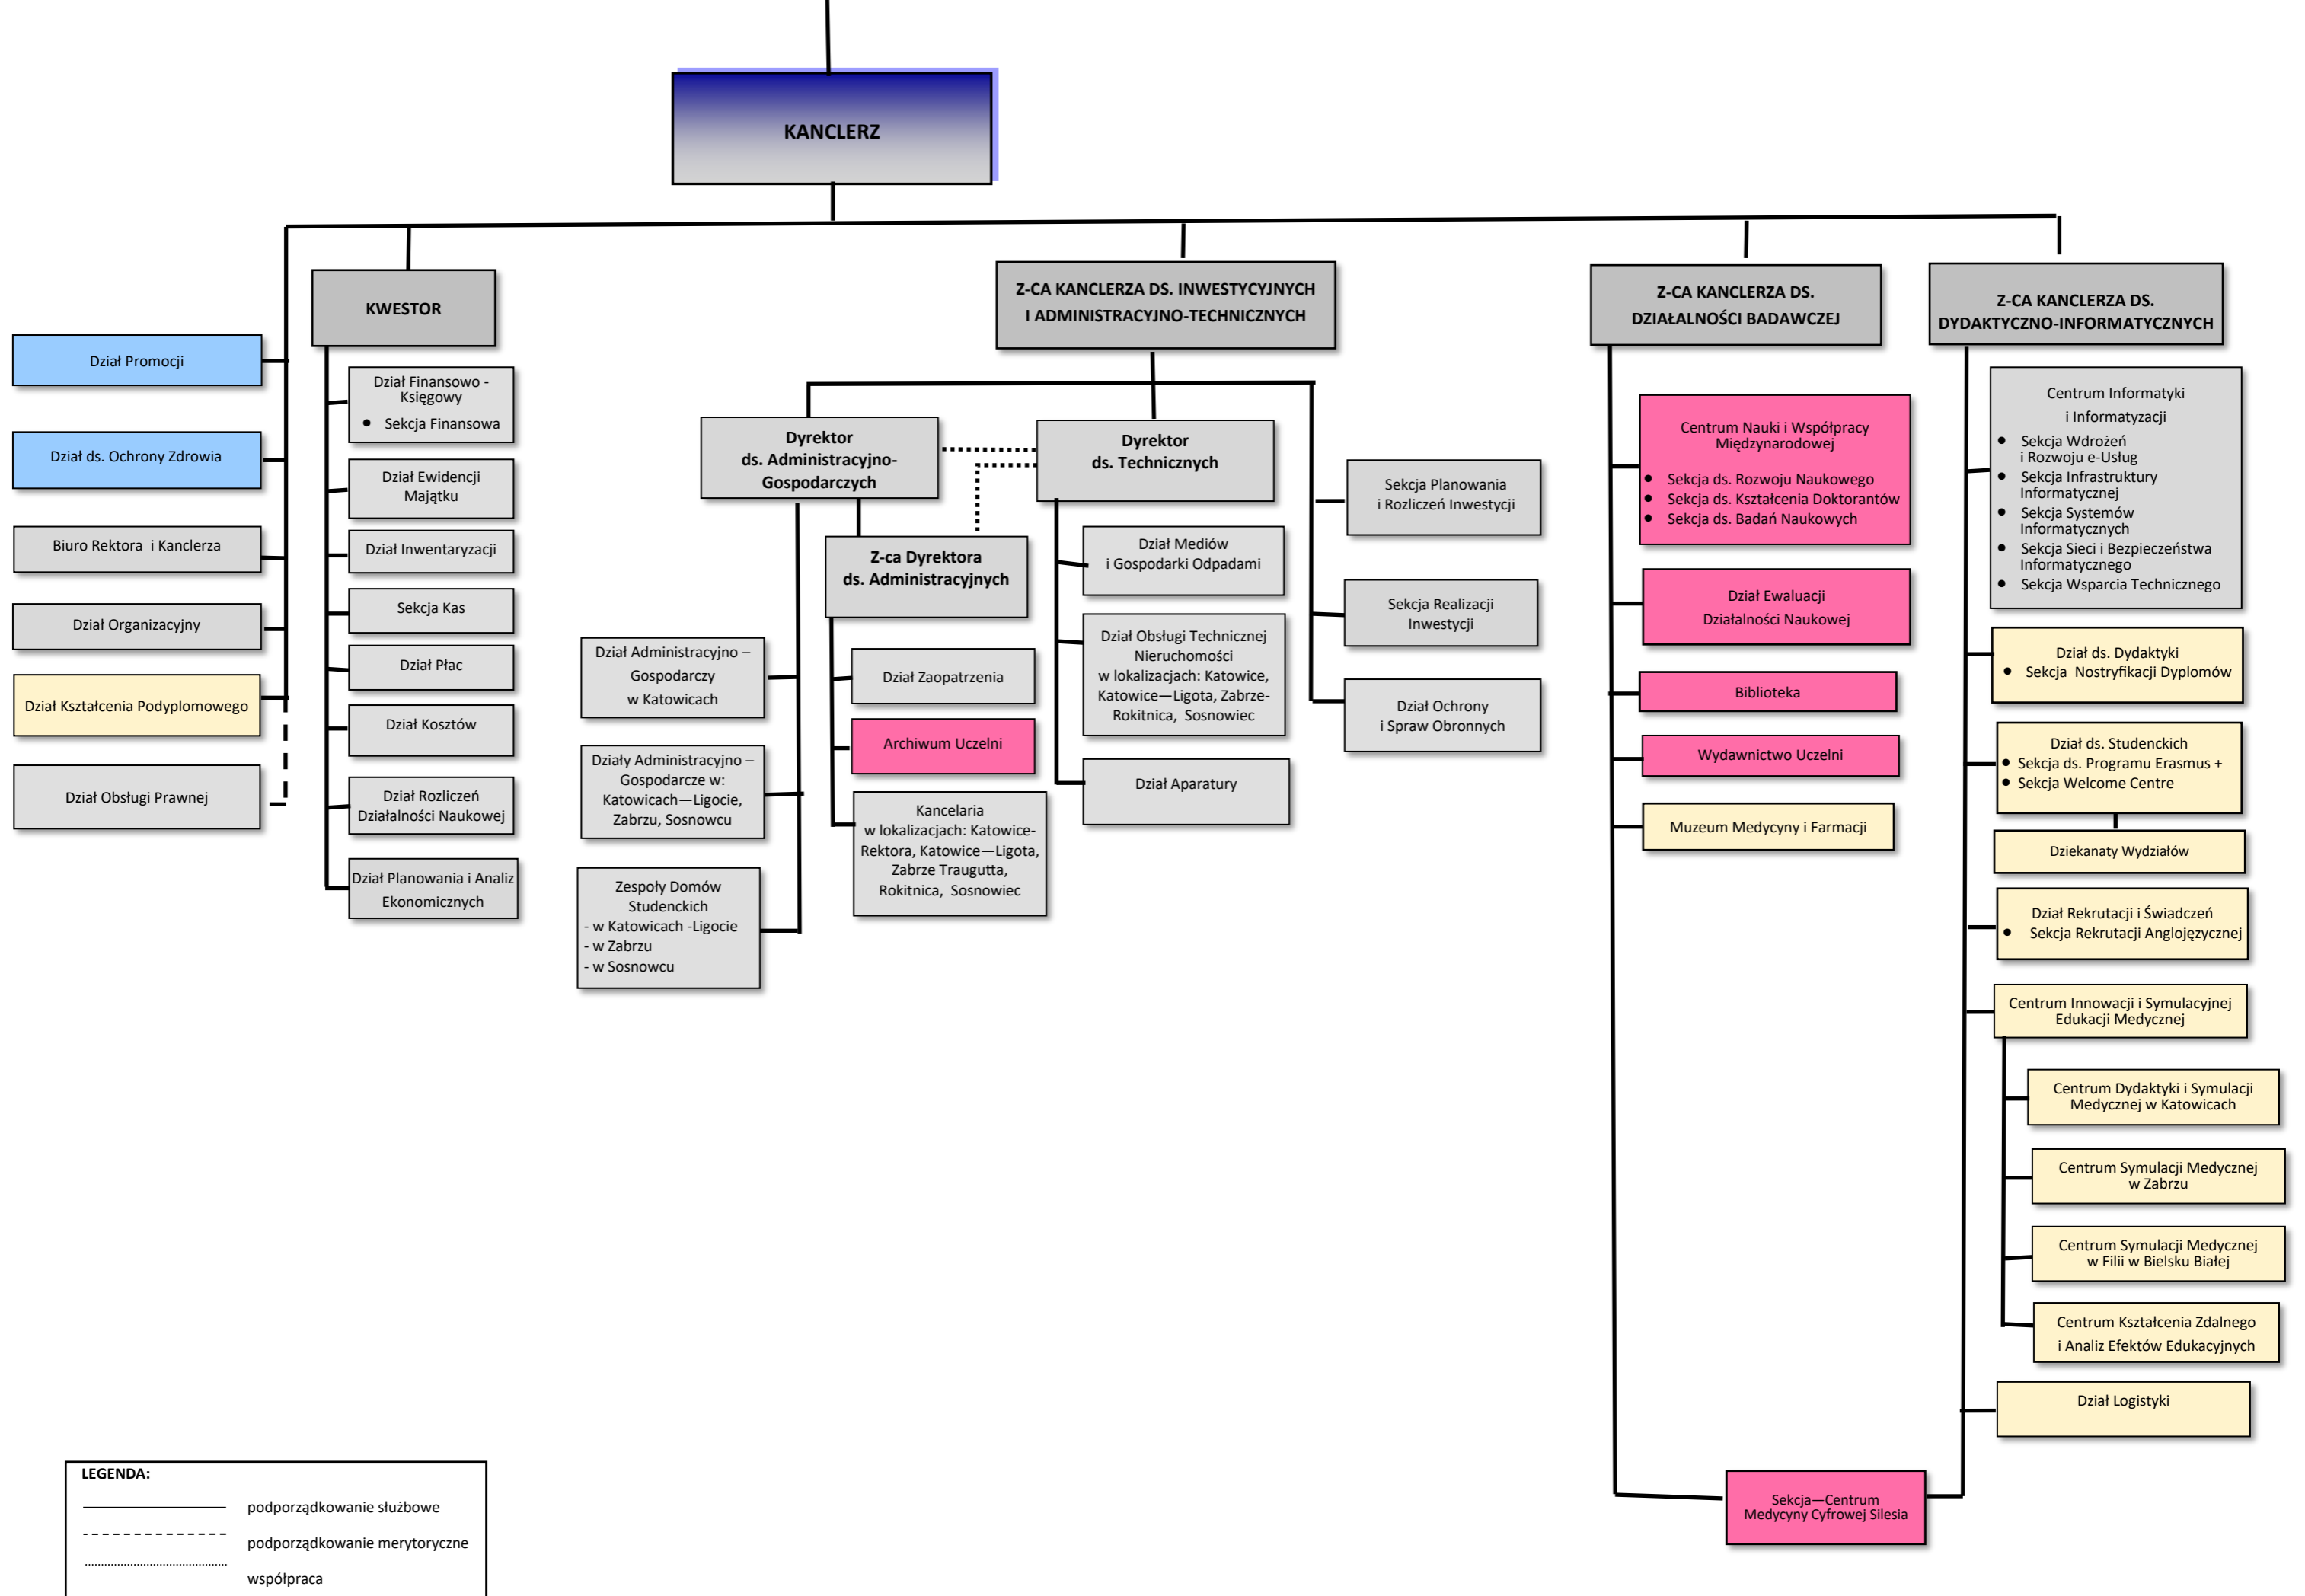 KANCLERZ
Dział Promocji
Dział ds. Ochrony Zdrowia
Biuro Rektora i Kanclerza
Dział Organizacyjny
Dział Kształcenia Podyplomowego
Dział Obsługi Prawnej
KWESTOR
Dział Finansowo -
Księgowy
● Sekcja Finansowa
Dział Ewidencji
Majątku
Dział Inwentaryzacji
Sekcja Kas
Dział Płac
Dział Kosztów
Dział Rozliczeń
Działalności Naukowej
Dział Planowania i Analiz
Ekonomicznych
Z-CA KANCLERZA DS. INWESTYCYJNYCH
I ADMINISTRACYJNO-TECHNICZNYCH
Dyrektor
ds. Administracyjno-
Gospodarczych
Z-ca Dyrektora
ds. Administracyjnych
Dział Administracyjno –
Gospodarczy
w Katowicach
Działy Administracyjno –
Gospodarcze w:
Katowicach—Ligocie,
Zabrzu, Sosnowcu
Zespoły Domów
Studenckich
- w Katowicach -Ligocie
- w Zabrzu
- w Sosnowcu
Dział Zaopatrzenia
Archiwum Uczelni
Kancelaria
w lokalizacjach: Katowice-
Rektora, Katowice—Ligota,
Zabrze Traugutta,
Rokitnica, Sosnowiec
Dyrektor
ds. Technicznych
Dział Mediów
i Gospodarki Odpadami
Dział Obsługi Technicznej
Nieruchomości
w lokalizacjach: Katowice,
Katowice—Ligota, Zabrze-
Rokitnica, Sosnowiec
Dział Aparatury
Sekcja Planowania
i Rozliczeń Inwestycji
Sekcja Realizacji
Inwestycji
Dział Ochrony
i Spraw Obronnych
Z-CA KANCLERZA DS.
DZIAŁALNOŚCI BADAWCZEJ
Centrum Nauki i Współpracy
Międzynarodowej
● Sekcja ds. Rozwoju Naukowego
● Sekcja ds. Kształcenia Doktorantów
● Sekcja ds. Badań Naukowych
Dział Ewaluacji
Działalności Naukowej
Biblioteka
Wydawnictwo Uczelni
Muzeum Medycyny i Farmacji
Z-CA KANCLERZA DS.
DYDAKTYCZNO-INFORMATYCZNYCH
Centrum Informatyki
i Informatyzacji
● Sekcja Wdrożeń
i Rozwoju e-Usług
● Sekcja Infrastruktury
Informatycznej
● Sekcja Systemów
Informatycznych
● Sekcja Sieci i Bezpieczeństwa
Informatycznego
● Sekcja Wsparcia Technicznego
Dział ds. Dydaktyki
● Sekcja Nostryfikacji Dyplomów
Dział ds. Studenckich
● Sekcja ds. Programu Erasmus +
● Sekcja Welcome Centre
Dziekanaty Wydziałów
Dział Rekrutacji i Świadczeń
● Sekcja Rekrutacji Anglojęzycznej
Centrum Innowacji i Symulacyjnej
Edukacji Medycznej
Centrum Dydaktyki i Symulacji
Medycznej w Katowicach
Centrum Symulacji Medycznej
w Zabrzu
Centrum Symulacji Medycznej
w Filii w Bielsku Białej
Centrum Kształcenia Zdalnego
i Analiz Efektów Edukacyjnych
Dział Logistyki
Sekcja—Centrum
Medycyny Cyfrowej Silesia
LEGENDA:
podporządkowanie służbowe
podporządkowanie merytoryczne
współpraca